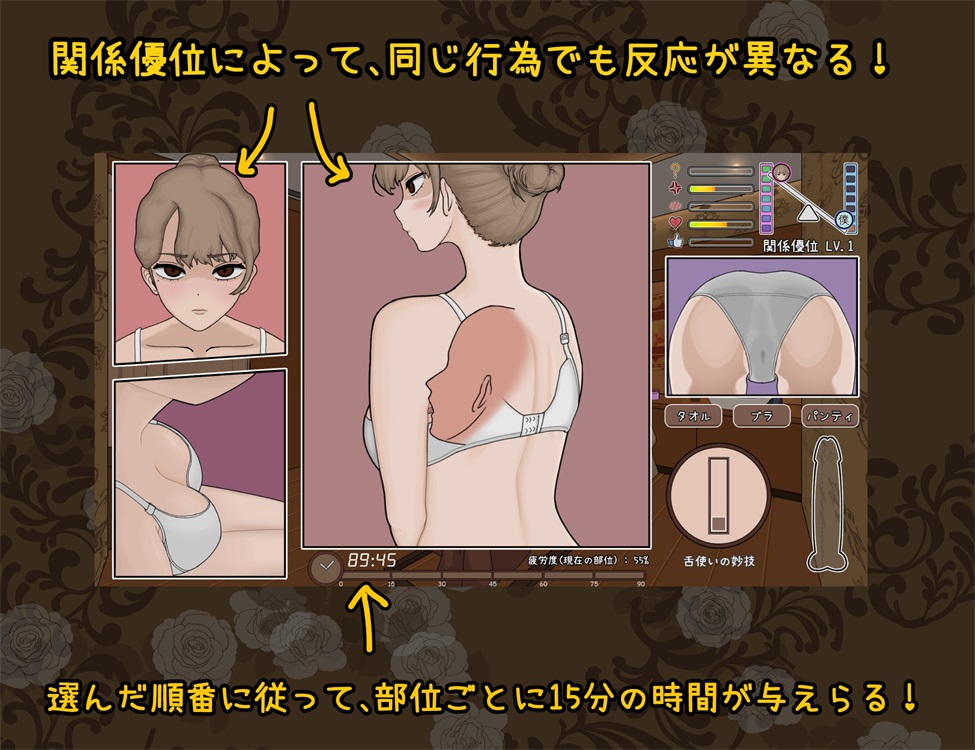 関係優位によって、同じ行為でも反応が異なる!
僕
関係優位 LV.1
タオル
ブラ
パンティ
舌使いの妙技
89:45
疲労度(現在の部位) : 55%
0 15 30 45 60 75 90
選んだ順番に従って、部位ごとに15分の時間が与えらる!